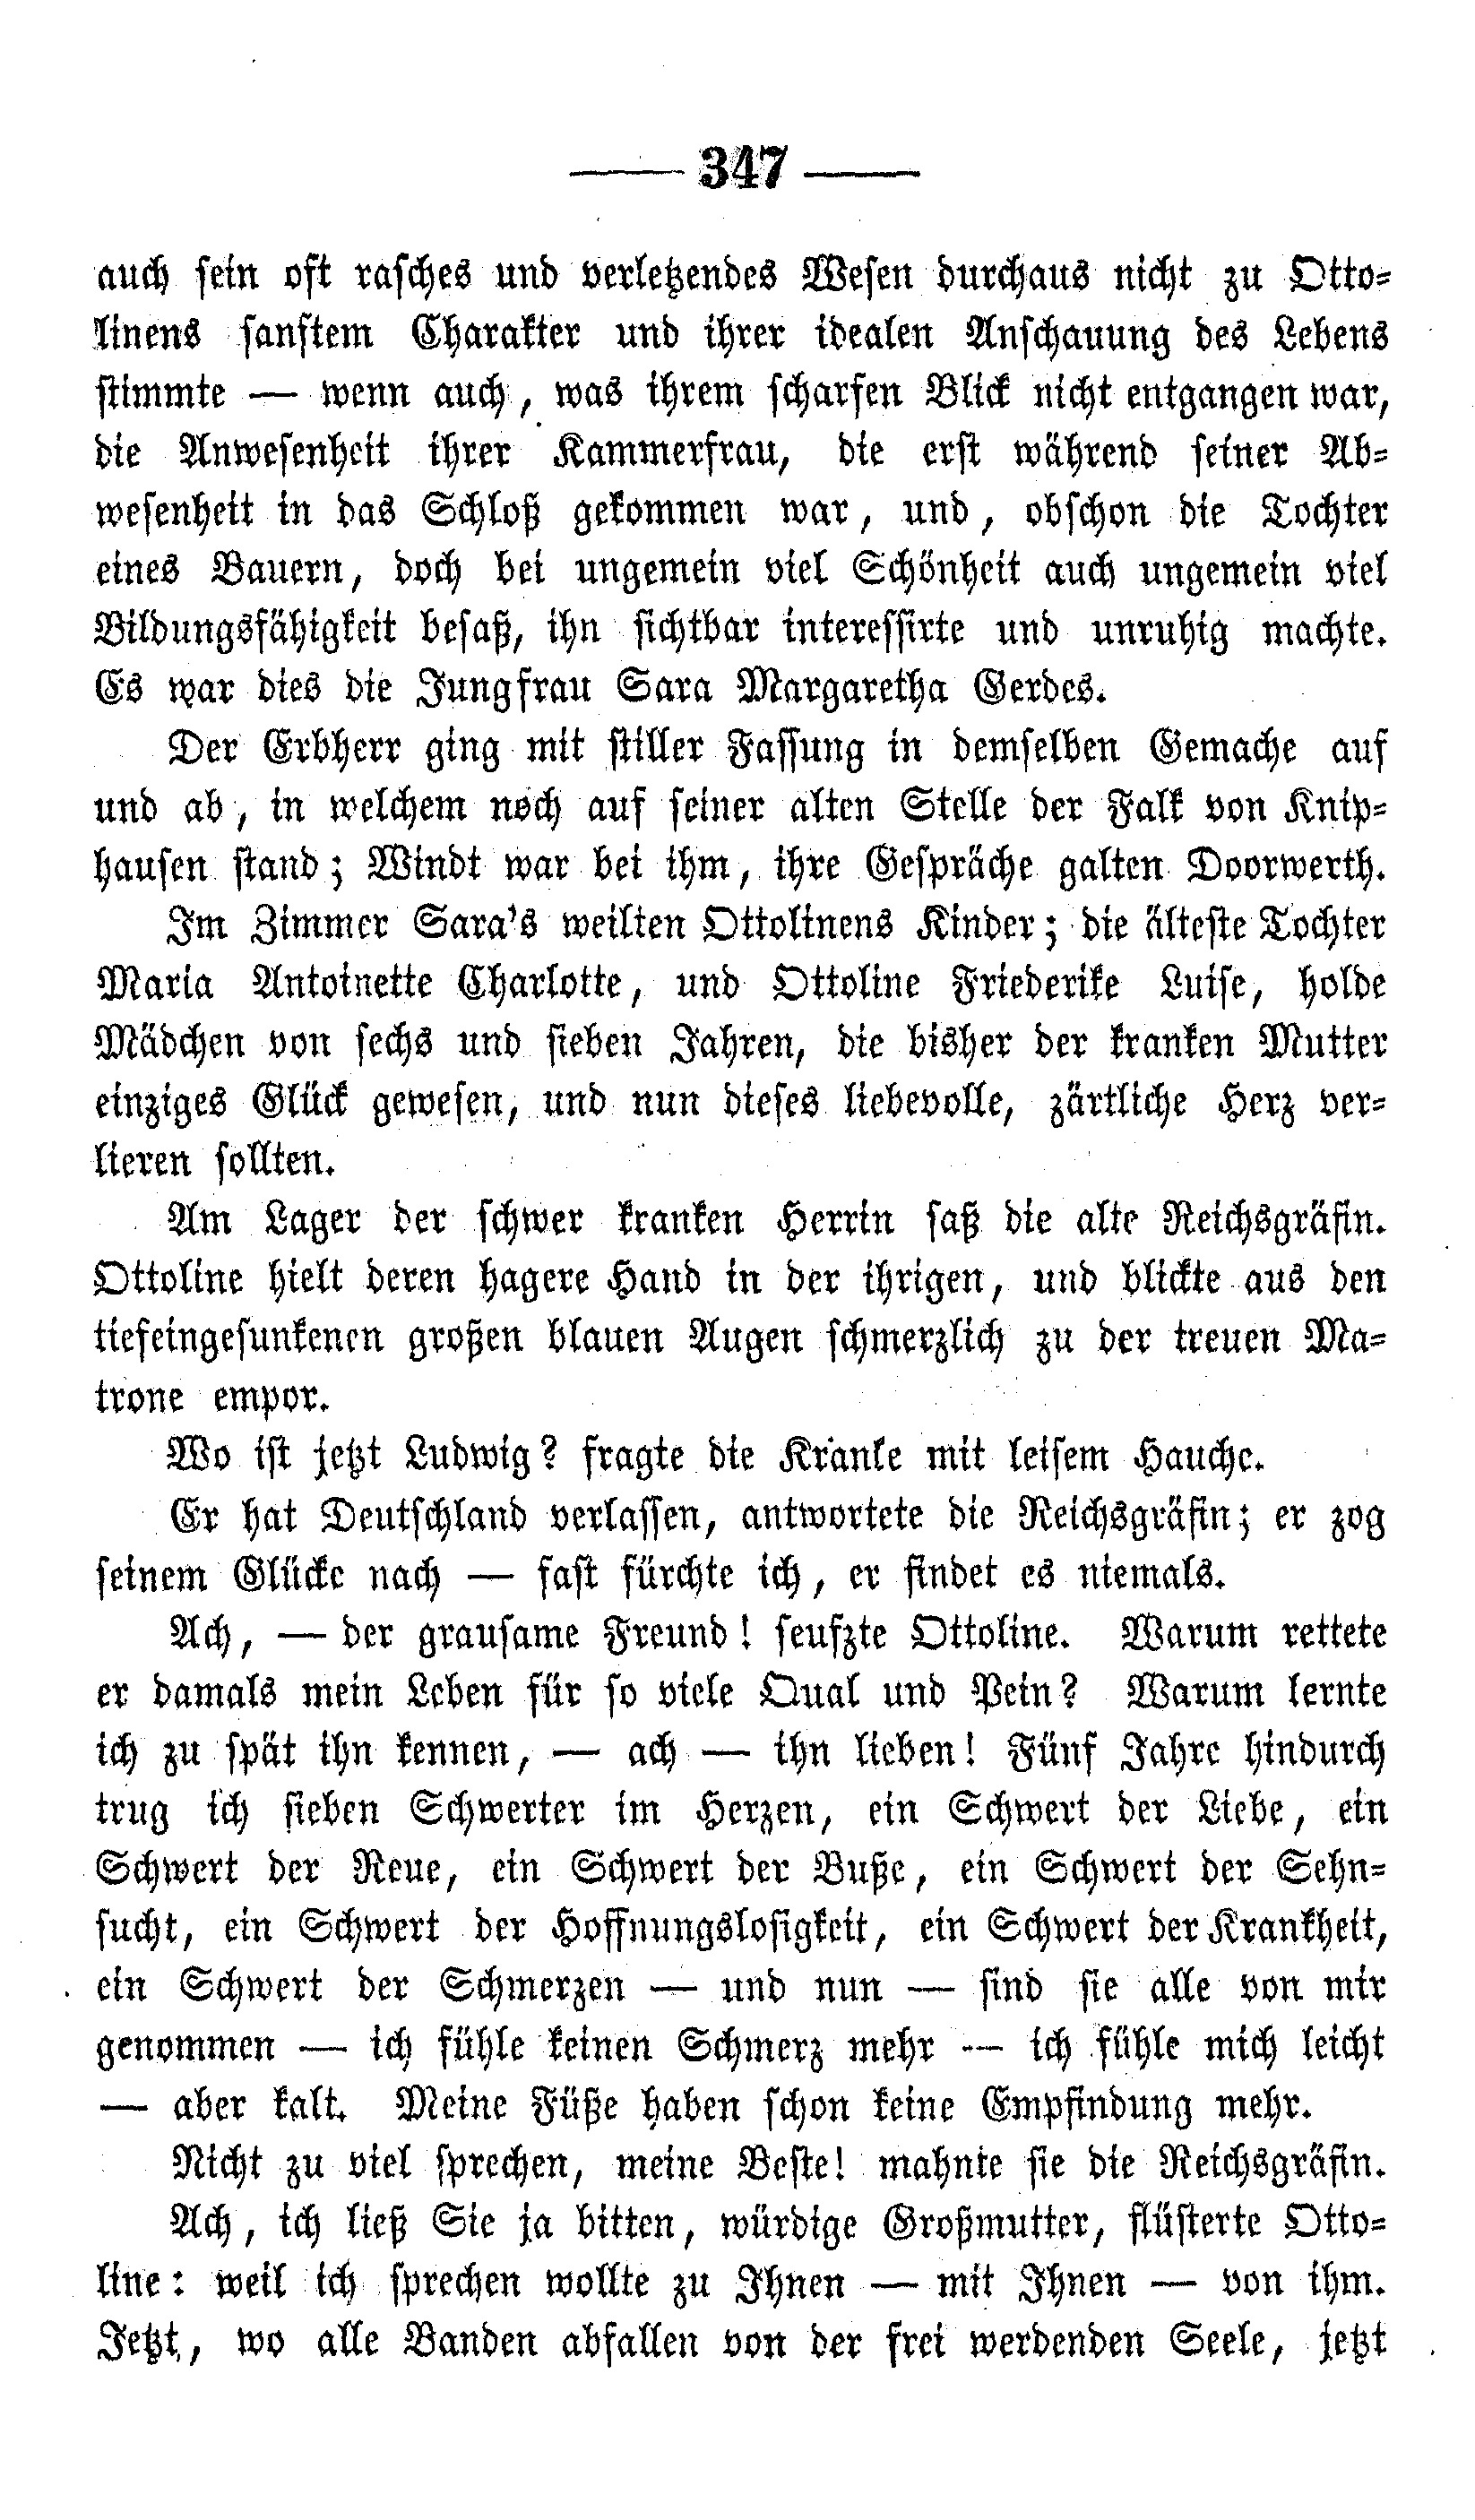 — 347 —
auch sein oft rasches und verletzendes Wesen durchaus nicht zu Otto-
linens sanftem Charakter und ihrer idealen Anschauung des Lebens
stimmte — wenn auch, was ihrem scharfen Blick nicht entgangen war,
die Anwesenheit ihrer Kammerfrau, die erst während seiner Ab-
wesenheit in das Schloß gekommen war, und, obschon die Tochter
eines Bauern, doch bei ungemein viel Schönheit auch ungemein viel
Bildungsfähigkeit besaß, ihn sichtbar interessirte und unruhig machte.
Es war dies die Jungfrau Sara Margaretha Gerdes.
Der Erbherr ging mit stiller Fassung in demselben Gemache auf
und ab, in welchem noch auf seiner alten Stelle der Falk von Knip-
hausen stand; Windt war bei ihm, ihre Gespräche galten Doorwerth.
Im Zimmer Sara's weilten Ottolinens Kinder; die älteste Tochter
Maria Antoinette Charlotte, und Ottoline Friederike Luise, holde
Mädchen von sechs und sieben Jahren, die bisher der kranken Mutter
einziges Glück gewesen, und nun dieses liebevolle, zärtliche Herz ver-
lieren sollten.
Am Lager der schwer kranken Herrin saß die alte Reichsgräfin.
Ottoline hielt deren hagere Hand in der ihrigen, und blickte aus den
tiefeingesunkenen großen blauen Augen schmerzlich zu der treuen Ma-
trone empor.
Wo ist jetzt Ludwig? fragte die Kranke mit leisem Hauche.
Er hat Deutschland verlassen, antwortete die Reichsgräfin; er zog
seinem Glücke nach — fast fürchte ich, er findet es niemals.
Ach, — der grausame Freund! seufzte Ottoline. Warum rettete
er damals mein Leben für so viele Qual und Pein? Warum lernte
ich zu spät ihn kennen, — ach — ihn lieben! Fünf Jahre hindurch
trug ich sieben Schwerter im Herzen, ein Schwert der Liebe, ein
Schwert der Reue, ein Schwert der Buße, ein Schwert der Sehn-
sucht, ein Schwert der Hoffnungslosigkeit, ein Schwert der Krankheit,
ein Schwert der Schmerzen — und nun — sind sie alle von mir
genommen — ich fühle keinen Schmerz mehr — ich fühle mich leicht
— aber kalt. Meine Füße haben schon keine Empfindung mehr.
Nicht zu viel sprechen, meine Beste! mahnte sie die Reichsgräfin.
Ach, ich ließ Sie ja bitten, würdige Großmutter, flüsterte Otto-
line: weil ich sprechen wollte zu Ihnen — mit Ihnen — von ihm.
Jetzt, wo alle Banden abfallen von der frei werdenden Seele, jetzt